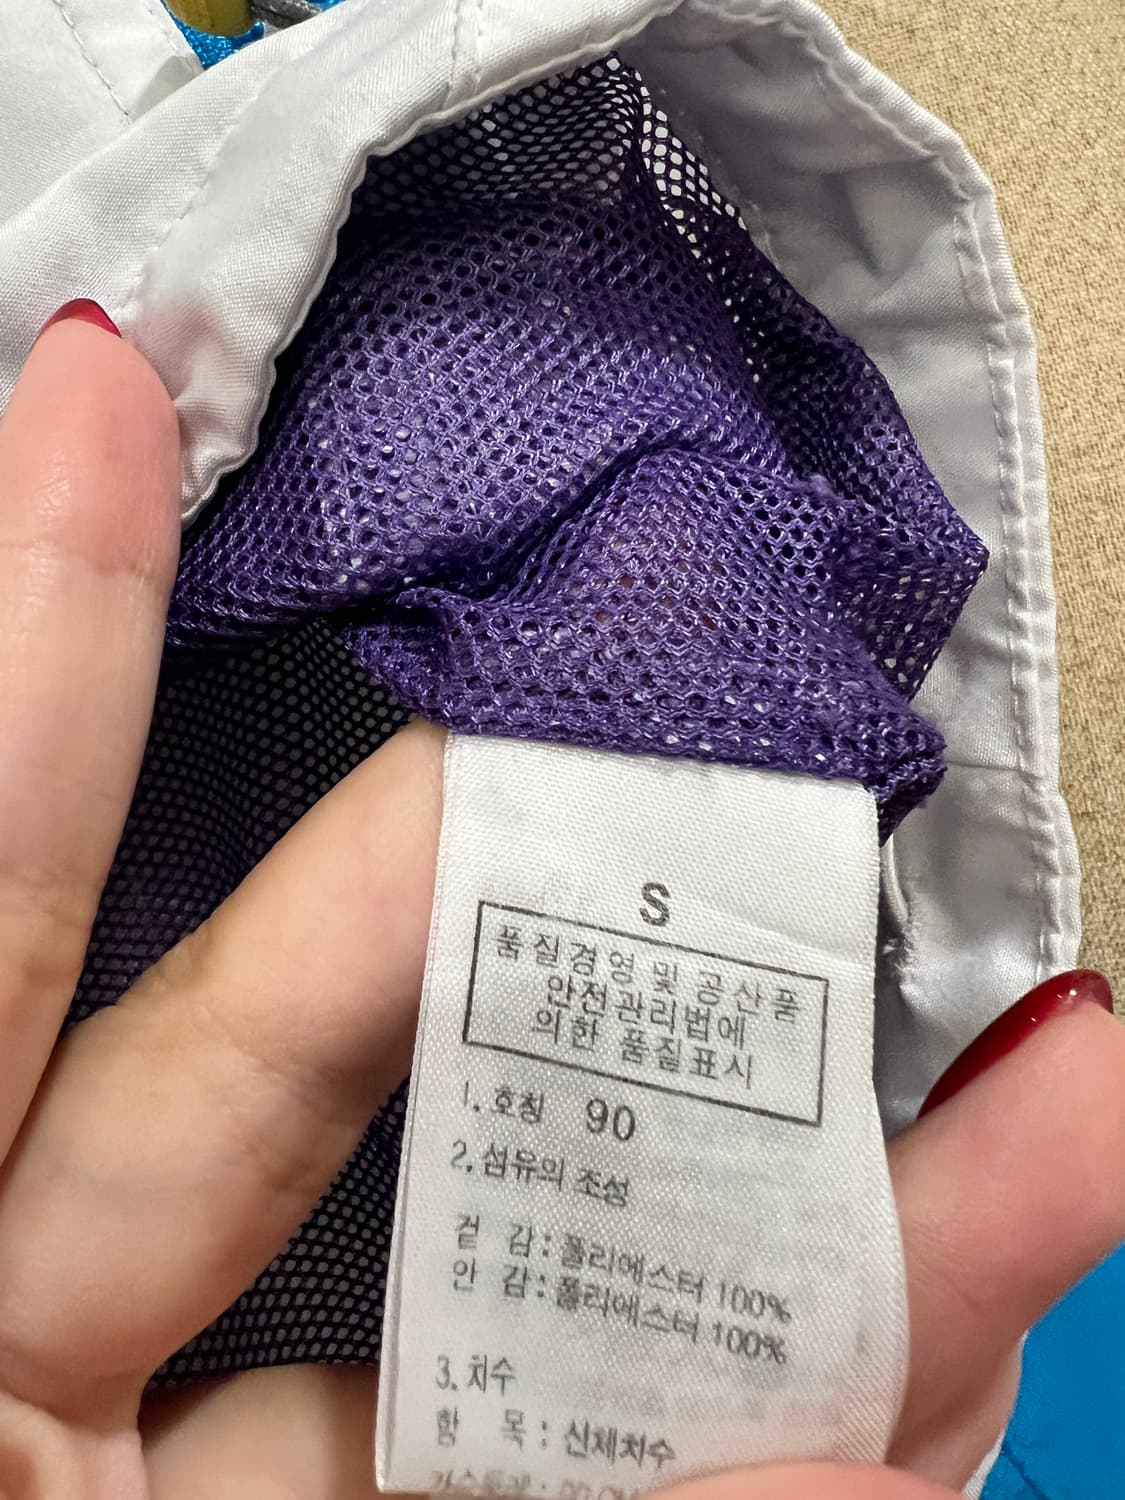 S
품질경영 및 공산품
안전관리법에
의한 품질표시
1. 호칭 90
2. 섬유의 조성
겉 감 : 폴리에스터 100%
안 감 : 폴리에스터 100%
3. 치수
항 목 : 신체치수